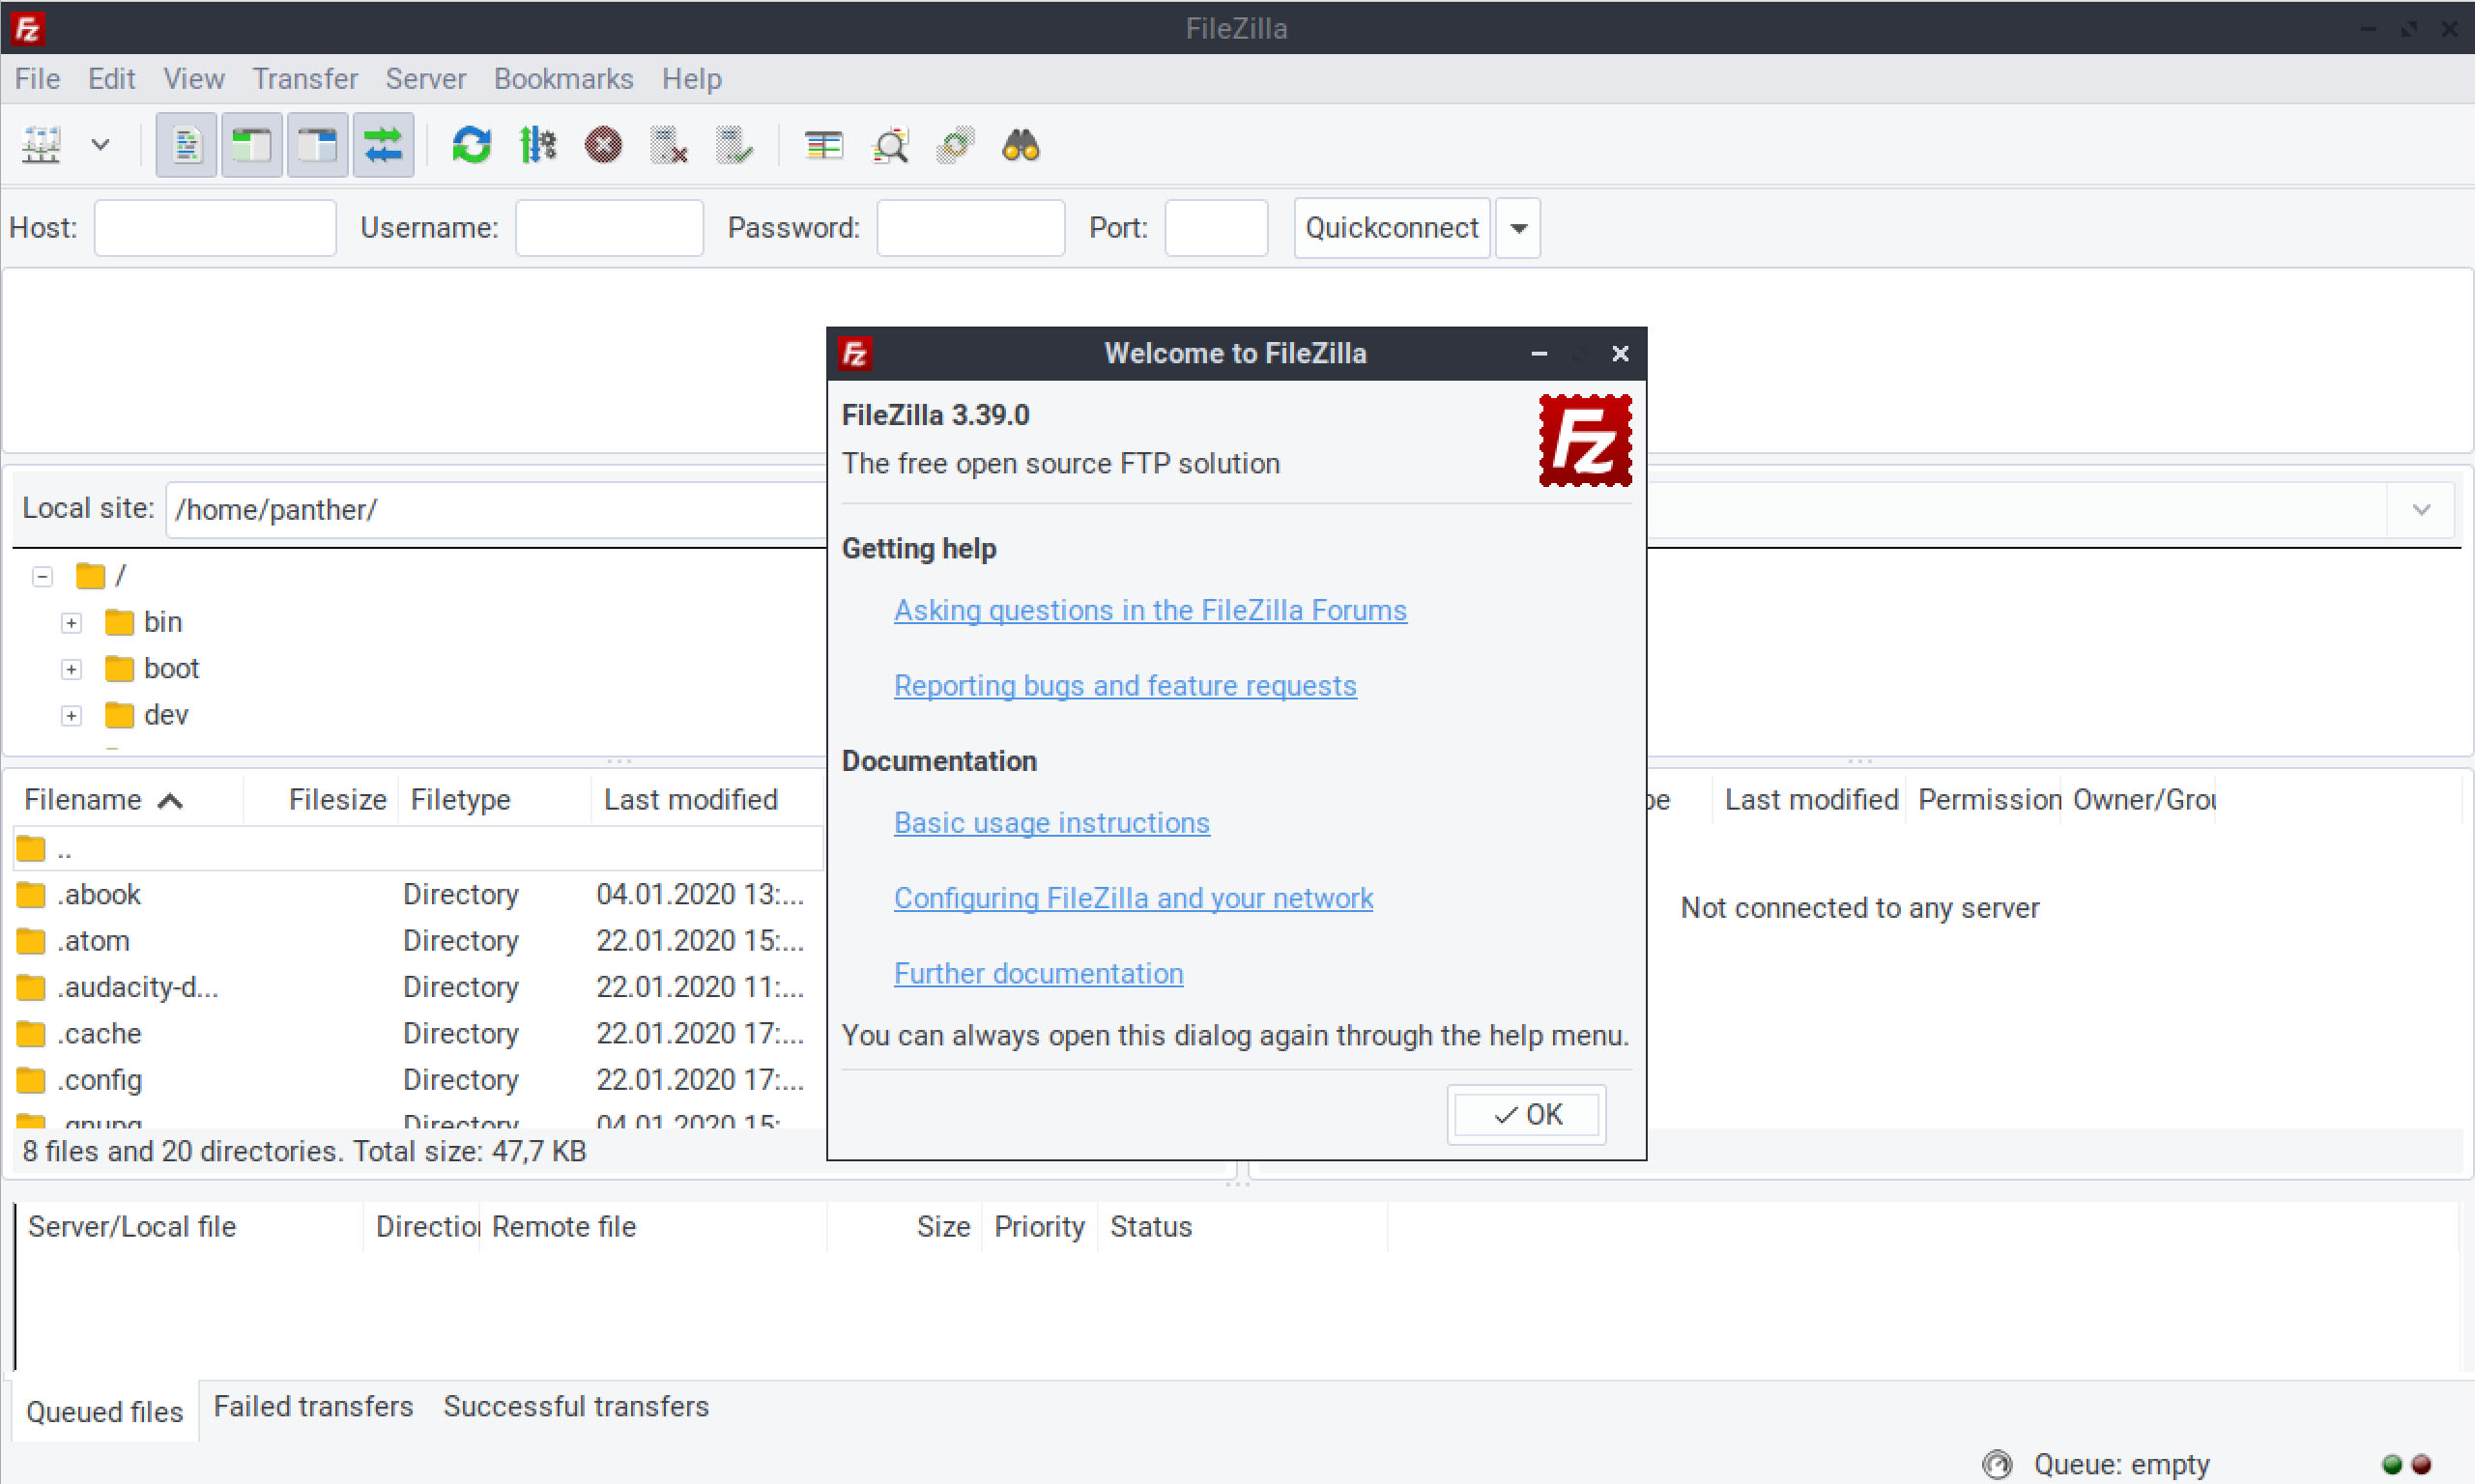 FileZilla
File Edit View Transfer Server Bookmarks Help
Host: Username: Password: Port: Quickconnect
Welcome to FileZilla
FileZilla 3.39.0
The free open source FTP solution
Getting help
Asking questions in the FileZilla Forums
Reporting bugs and feature requests
Documentation
Basic usage instructions
Configuring FileZilla and your network
Further documentation
You can always open this dialog again through the help menu.
OK
Local site: /home/panther/
/
bin
boot
dev
Filename Filesize Filetype Last modified
..
.abook Directory 04.01.2020 13:...
.atom Directory 22.01.2020 15:...
.audacity-d... Directory 22.01.2020 11:...
.cache Directory 22.01.2020 17:...
.config Directory 22.01.2020 17:...
.gnupg Directory 04.01.2020 15:
8 files and 20 directories. Total size: 47,7 KB
Last modified Permission Owner/Grou
Not connected to any server
Server/Local file Direction Remote file Size Priority Status
Queued files Failed transfers Successful transfers
Queue: empty